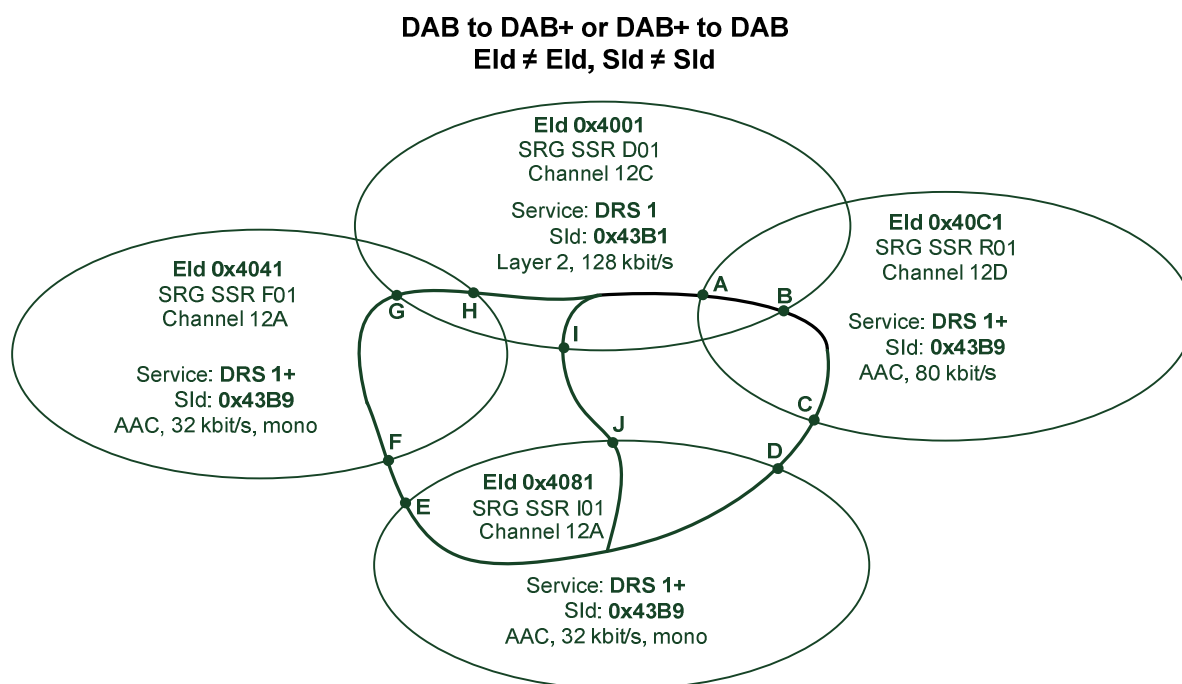 DAB to DAB+ or DAB+ to DAB
EId ≠ EId, SId ≠ SId
EId 0x4001
SRG SSR D01
Channel 12C
Service: DRS 1
SId: 0x43B1
Layer 2, 128 kbit/s
EId 0x40C1
SRG SSR R01
Channel 12D
Service: DRS 1+
SId: 0x43B9
AAC, 80 kbit/s
EId 0x4041
SRG SSR F01
Channel 12A
Service: DRS 1+
SId: 0x43B9
AAC, 32 kbit/s, mono
A
B
G
H
I
C
J
F
D
E
EId 0x4081
SRG SSR I01
Channel 12A
Service: DRS 1+
SId: 0x43B9
AAC, 32 kbit/s, mono